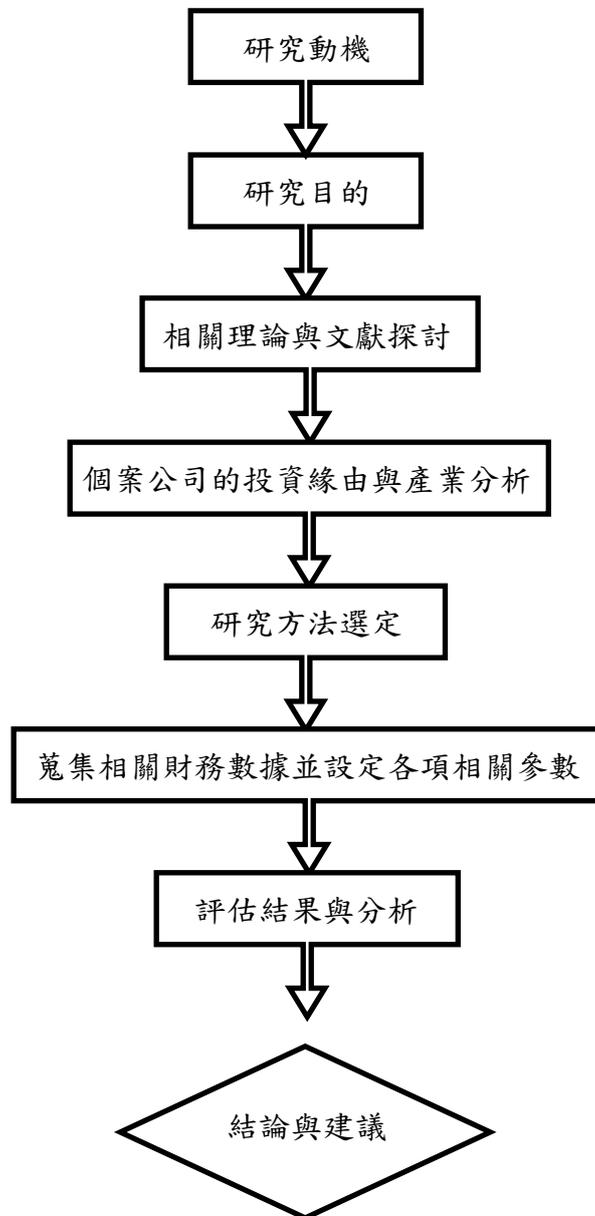 研究動機
研究目的
相關理論與文獻探討
個案公司的投資緣由與產業分析
研究方法選定
蒐集相關財務數據並設定各項相關參數
評估結果與分析
結論與建議